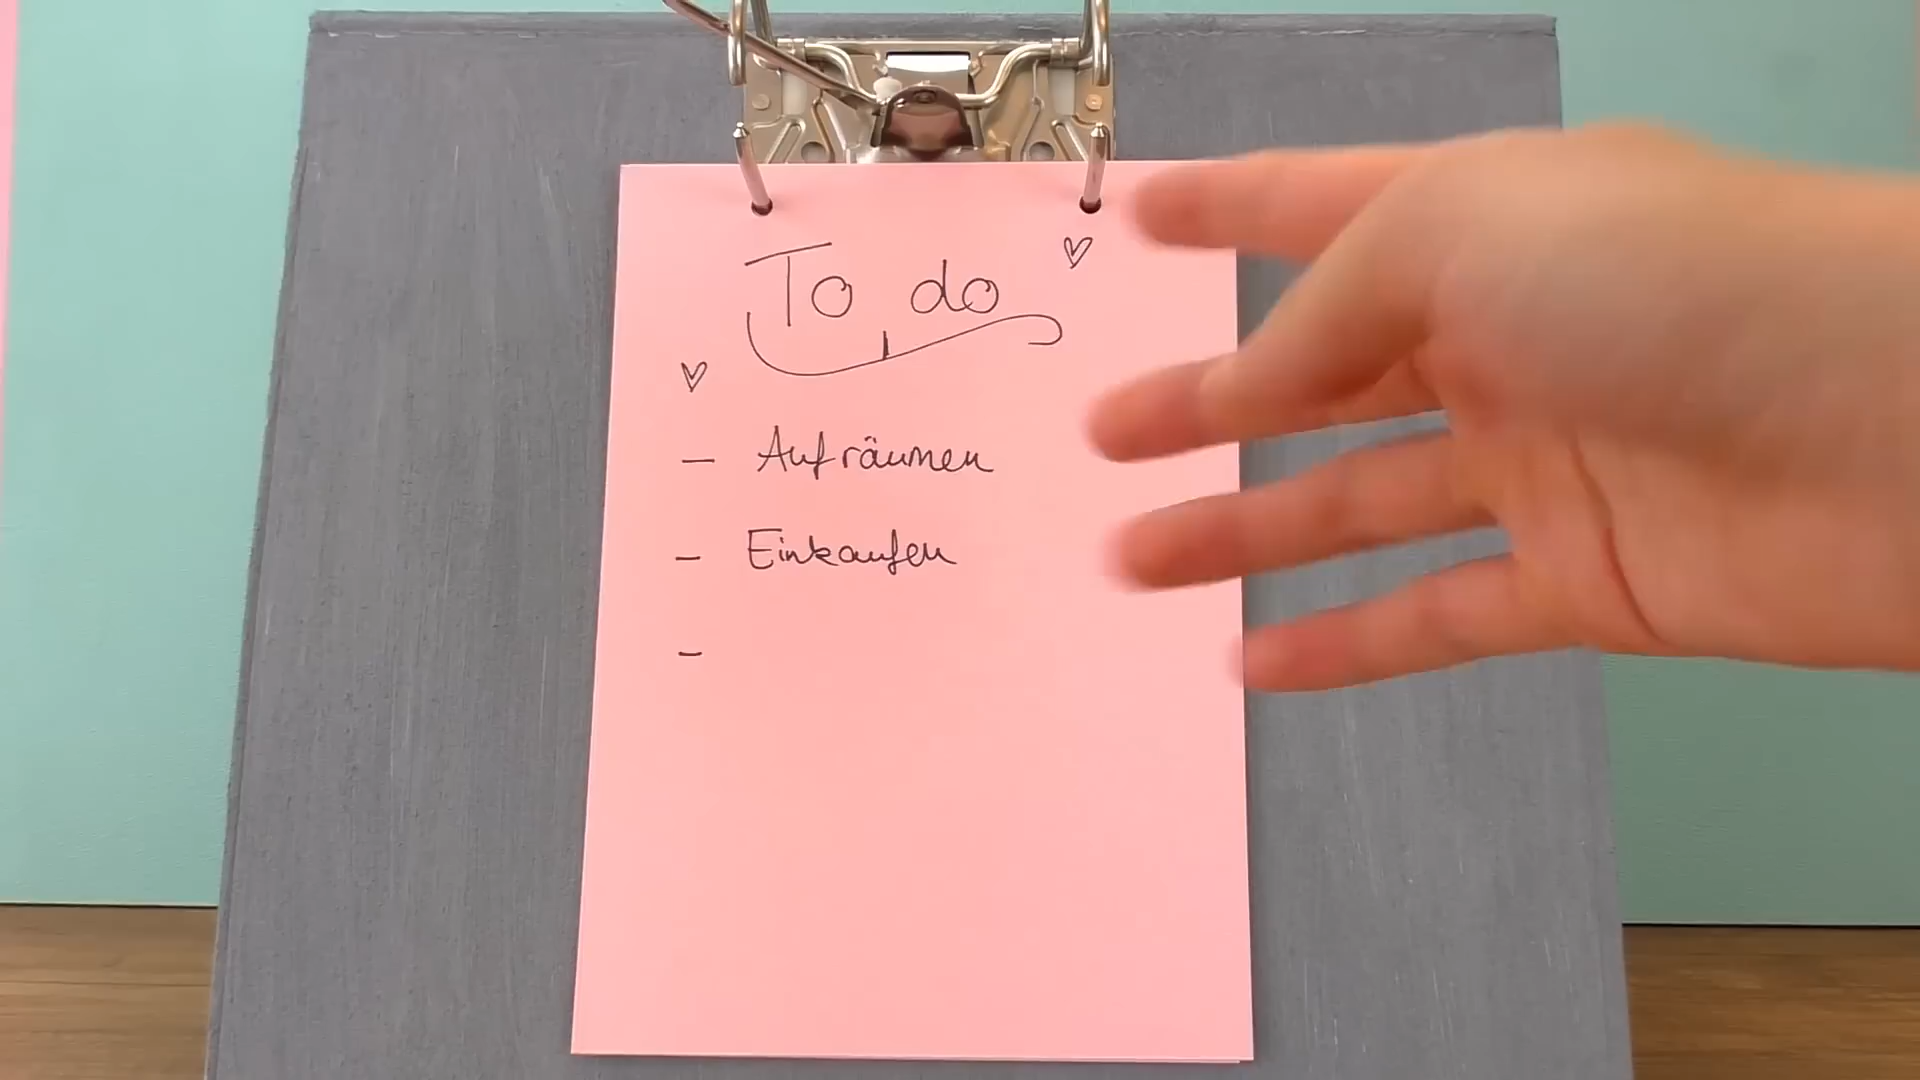 To do
- Aufräumen
- Einkaufen
-